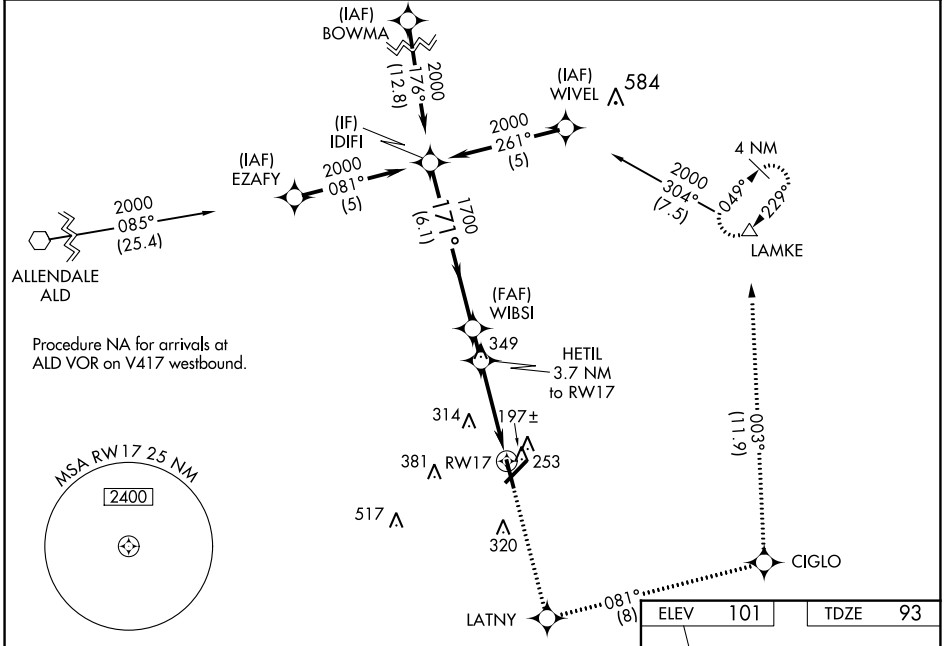 (IAF)
BOWMA
2000
176°
(12.8)
(IAF)
WIVEL
584
(IF)
IDIFI
2000
261°
(5)
(IAF)
EZAFY
2000
081°
(5)
4 NM
049°
229°
LAMKE
2000
304°
(7.5)
2000
085°
(25.4)
ALLENDALE
ALD
1700
171°
(6.1)
(FAF)
WIBSI
349
HETIL
3.7 NM
to RW17
Procedure NA for arrivals at
ALD VOR on V417 westbound.
314
197±
381
RW17
253
003°
(11.9)
MSA RW17 25 NM
2400
517
320
CIGLO
LATNY
081°
(8)
ELEV 101
TDZE 93